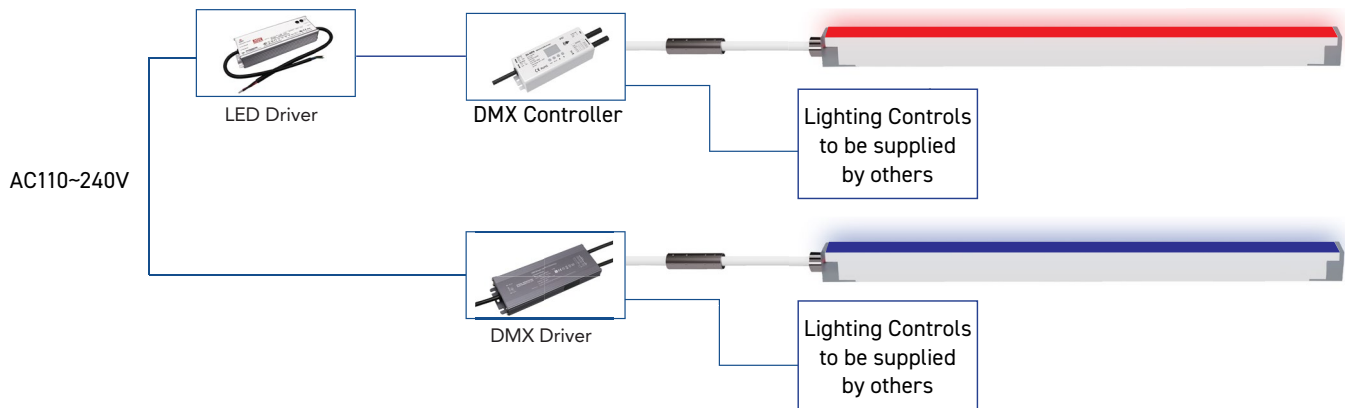 LED Driver
DMX Controller
Lighting Controls
to be supplied
by others
AC110~240V
DMX Driver
Lighting Controls
to be supplied
by others